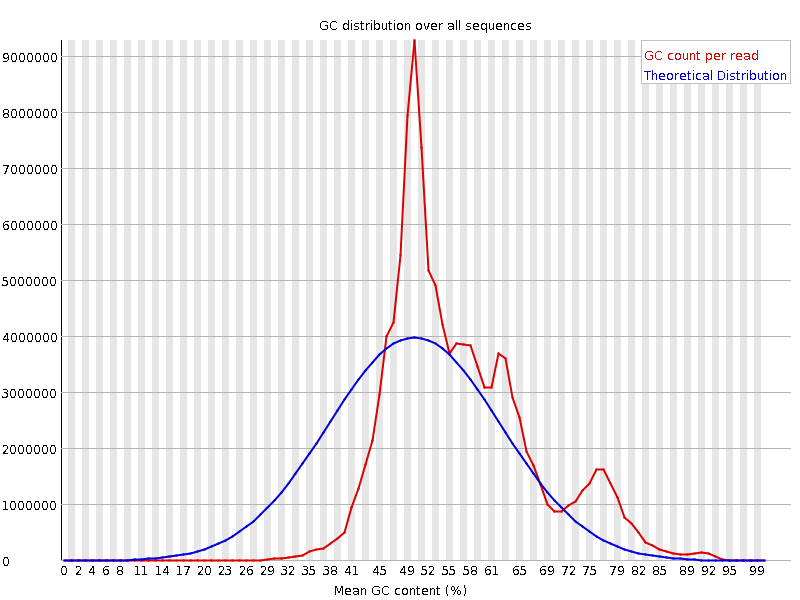 GC distribution over all sequences
GC count per read
Theoretical Distribution
9000000
8000000
7000000
6000000
5000000
4000000
3000000
2000000
1000000
0
0 2 4 6 8 11 14 17 20 23 26 29 32 35 38 41 45 49 52 55 58 61 65 69 72 75 79 82 85 89 92 95 99
Mean GC content (%)